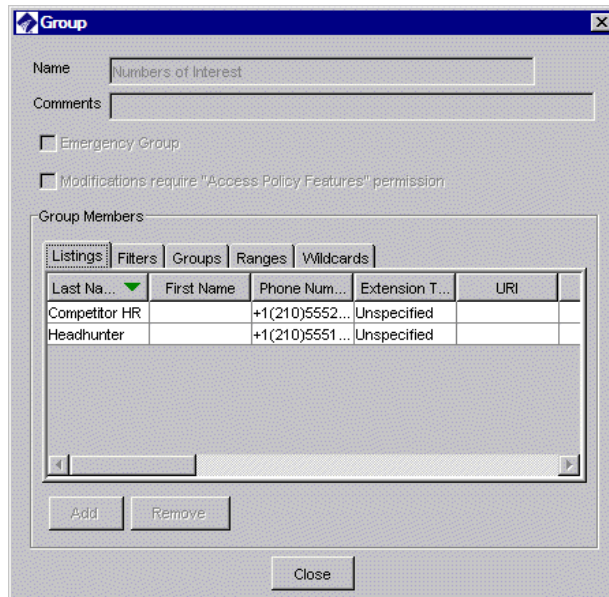 Group
Name Numbers of Interest
Comments
Emergency Group
Modifications require "Access Policy Features" permission
Group Members
Listings Filters Groups Ranges Wildcards
Last Na... First Name Phone Num... Extension T... URI
Competitor HR +1(210)5552... Unspecified
Headhunter +1(210)5551... Unspecified
Add Remove
Close